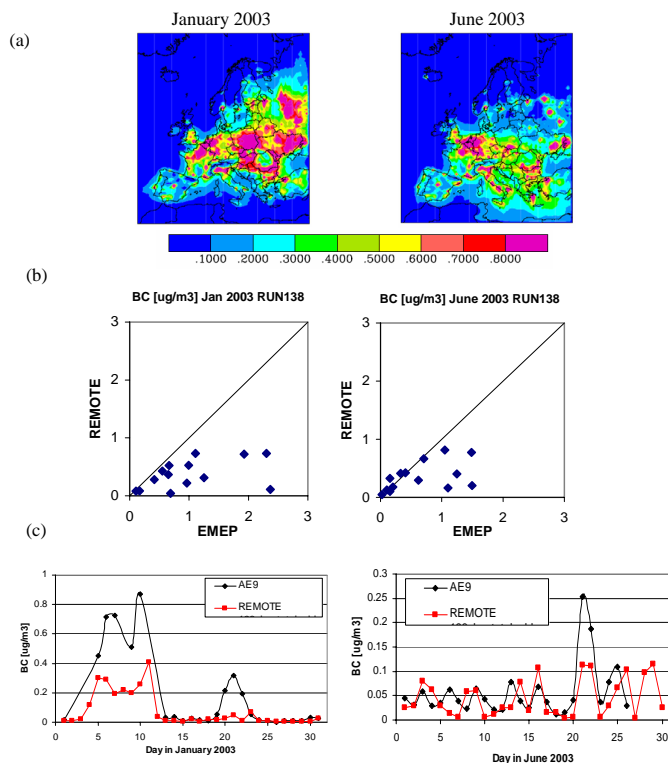 January 2003 June 2003
(a)
.1000 .2000 .3000 .4000 .5000 .6000 .7000 .8000
(b)
BC [ug/m3] Jan 2003 RUN138 BC [ug/m3] June 2003 RUN138
3 3
2 2
REMOTE REMOTE
1 1
0 0
0 1 2 3 0 1 2 3
EMEP EMEP
(c)
1 0.3
AE9 AE9
0.8 0.25
REMOTE REMOTE
0.6 0.2
0.15
0.4
0.1
0.2 0.05
0 0
BC [ug/m3] BC [ug/m3]
0 5 10 15 20 25 30 0 5 10 15 20 25 30
Day in January 2003 Day in June 2003